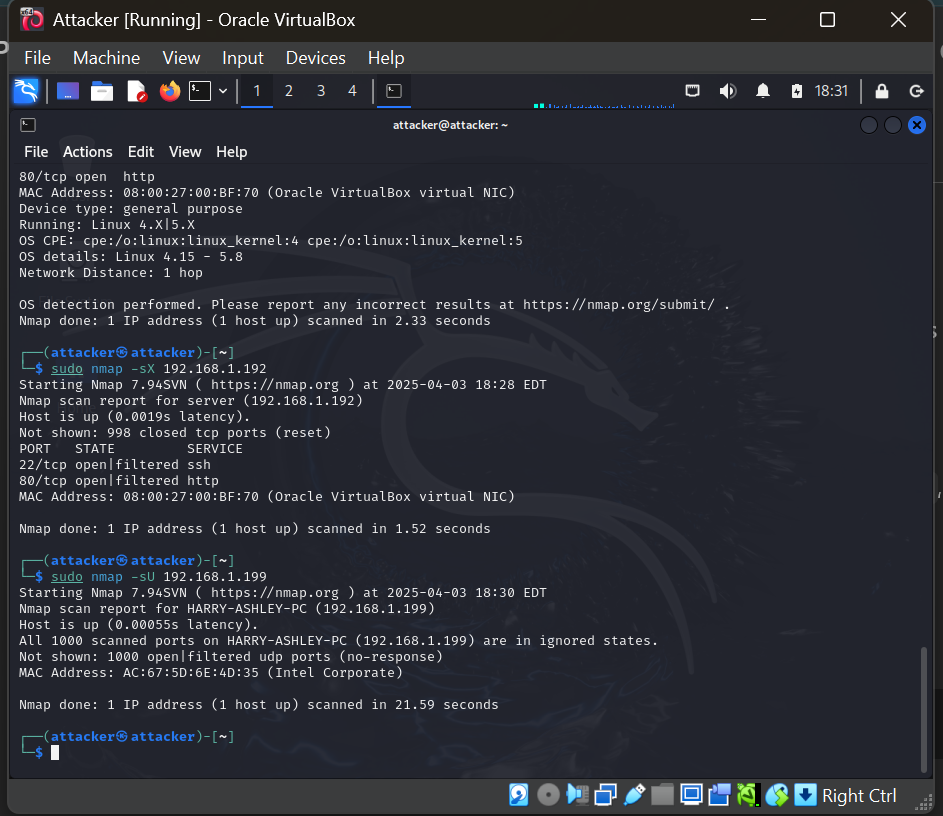 Attacker [Running] - Oracle VirtualBox
File Machine View Input Devices Help
1 2 3 4 18:31
attacker@attacker: ~
File Actions Edit View Help
80/tcp open  http
MAC Address: 08:00:27:00:BF:70 (Oracle VirtualBox virtual NIC)
Device type: general purpose
Running: Linux 4.X|5.X
OS CPE: cpe:/o:linux:linux_kernel:4 cpe:/o:linux:linux_kernel:5
OS details: Linux 4.15 - 5.8
Network Distance: 1 hop
OS detection performed. Please report any incorrect results at https://nmap.org/submit/ .
Nmap done: 1 IP address (1 host up) scanned in 2.33 seconds
┌──(attacker㉿attacker)-[~]
└─$ sudo nmap -sX 192.168.1.192
Starting Nmap 7.94SVN ( https://nmap.org ) at 2025-04-03 18:28 EDT
Nmap scan report for server (192.168.1.192)
Host is up (0.0019s latency).
Not shown: 998 closed tcp ports (reset)
PORT   STATE         SERVICE
22/tcp open|filtered ssh
80/tcp open|filtered http
MAC Address: 08:00:27:00:BF:70 (Oracle VirtualBox virtual NIC)
Nmap done: 1 IP address (1 host up) scanned in 1.52 seconds
┌──(attacker㉿attacker)-[~]
└─$ sudo nmap -sU 192.168.1.199
Starting Nmap 7.94SVN ( https://nmap.org ) at 2025-04-03 18:30 EDT
Nmap scan report for HARRY-ASHLEY-PC (192.168.1.199)
Host is up (0.00055s latency).
All 1000 scanned ports on HARRY-ASHLEY-PC (192.168.1.199) are in ignored states.
Not shown: 1000 open|filtered udp ports (no-response)
MAC Address: AC:67:5D:6E:4D:35 (Intel Corporate)
Nmap done: 1 IP address (1 host up) scanned in 21.59 seconds
┌──(attacker㉿attacker)-[~]
└─$
Right Ctrl